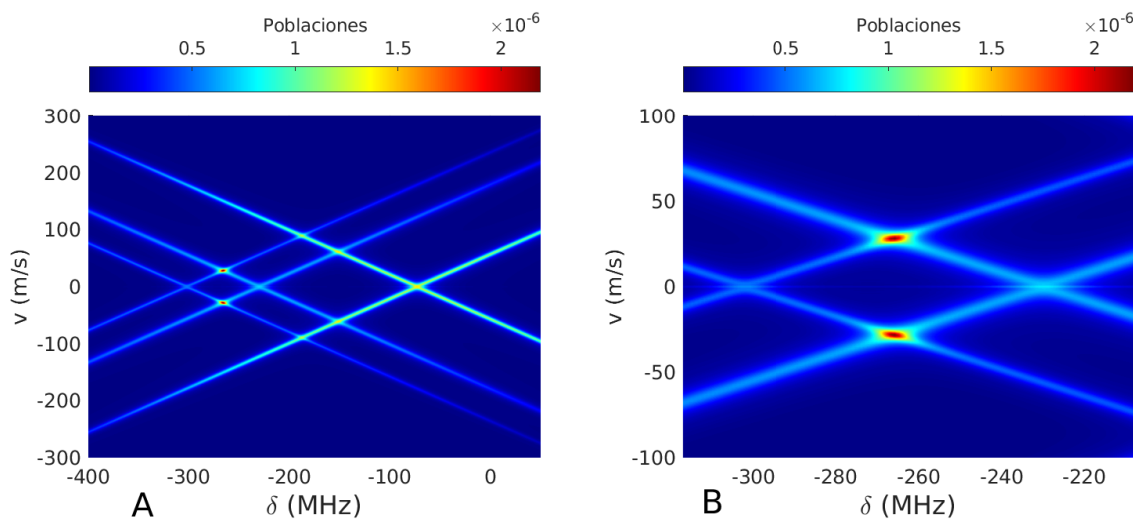 Poblaciones
×10⁻⁶
0.5 1 1.5 2
300
200
100
0
-100
-200
-300
v (m/s)
-400 -300 -200 -100 0
A
δ (MHz)
Poblaciones
×10⁻⁶
0.5 1 1.5 2
100
50
0
-50
-100
v (m/s)
-300 -280 -260 -240 -220
B
δ (MHz)